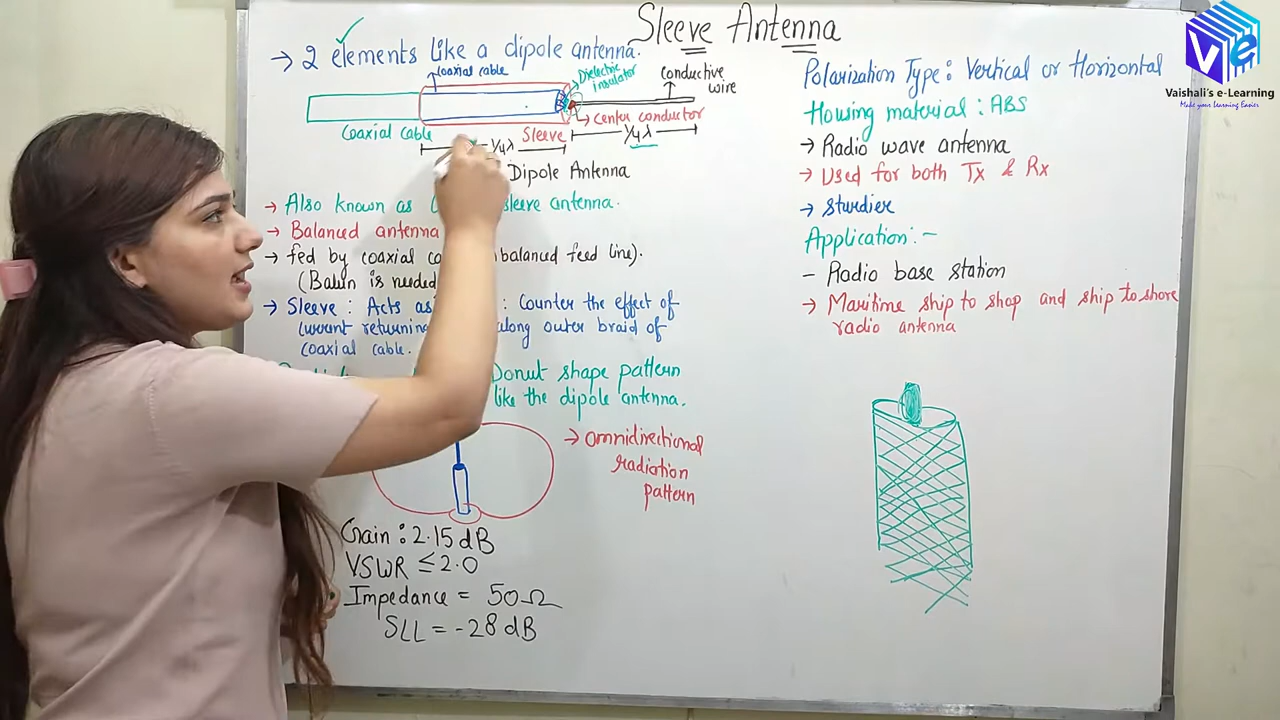 Sleeve Antenna
→ 2 elements like a dipole antenna.
Coaxial cable
Dielectric
insulator
conductive
wire
Center conductor
Coaxial Cable
Sleeve
1/4 λ
1/4 λ
Dipole Antenna
→ Also known as sleeve antenna.
→ Balanced antenna
→ fed by coaxial balanced feed line).
(Balun is needed
→ Sleeve : Acts as : Counter the effect of
Current returning along outer braid of
coaxial cable.
Donut shape pattern
like the dipole antenna.
→ Omnidirectional
radiation
pattern
Gain : 2.15 dB
VSWR ≤ 2.0
Impedance = 50 Ω
SLL = -28 dB
Polarization Type : Vertical or Horizontal
Housing material : ABS
→ Radio wave antenna
→ Used for both Tx & Rx
→ Sturdier
Application :-
- Radio base station
→ Maritime ship to shop and ship to shore
radio antenna
Ve
Vaishali's e-Learning
Make your Learning Easier